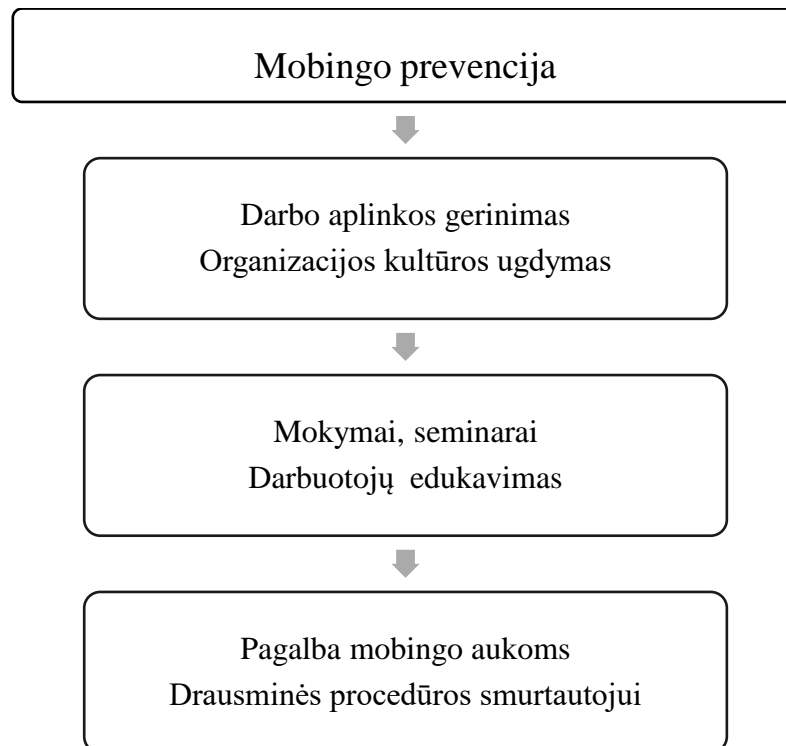 Mobingo prevencija
Darbo aplinkos gerinimas
Organizacijos kultūros ugdymas
Mokymai, seminarai
Darbuotojų edukavimas
Pagalba mobingo aukoms
Drausminės procedūros smurtautojui